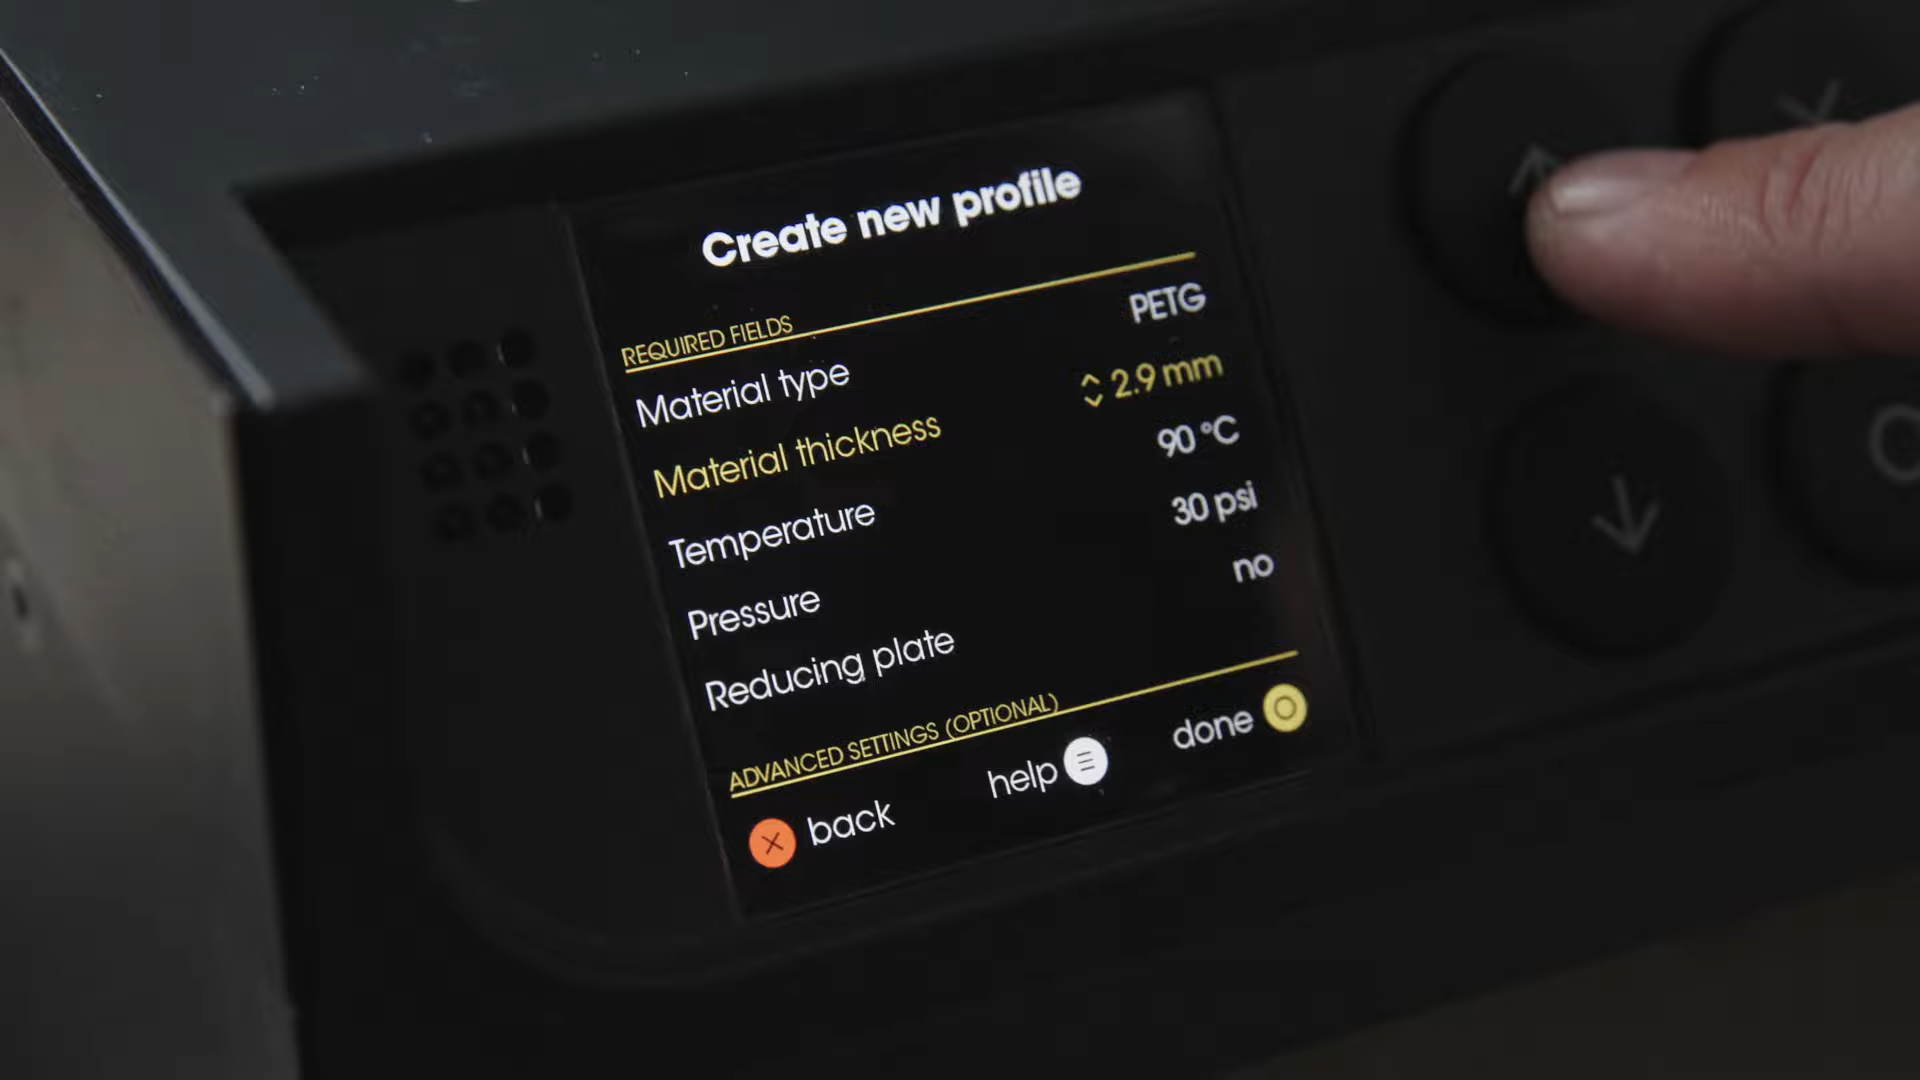 Create new profile
REQUIRED FIELDS
Material type PETG
Material thickness 2.9 mm
Temperature 90 °C
Pressure 30 psi
Reducing plate no
ADVANCED SETTINGS (OPTIONAL)
back help done